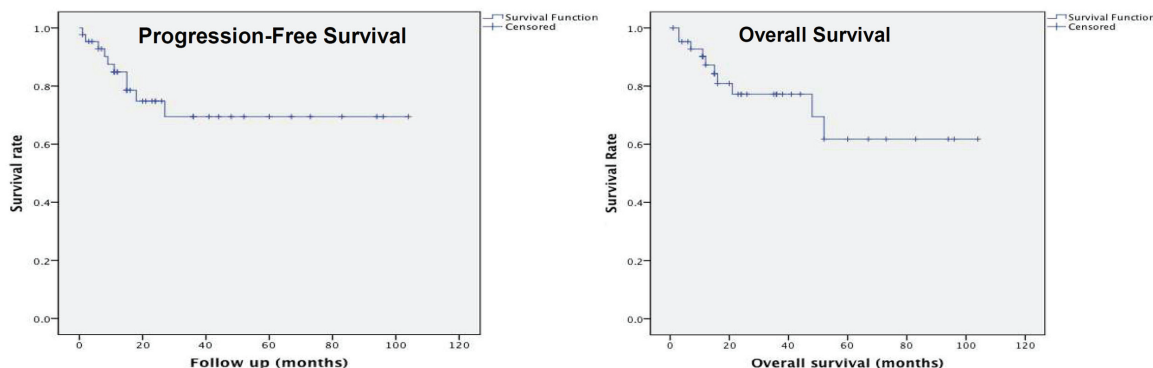 Progression-Free Survival
Survival Function
Censored
1.0
0.8
0.6
0.4
0.2
0.0
Survival rate
0 20 40 60 80 100 120
Follow up (months)
Overall Survival
Survival Function
Censored
1.0
0.8
0.6
0.4
0.2
0.0
Survival Rate
0 20 40 60 80 100 120
Overall survival (months)